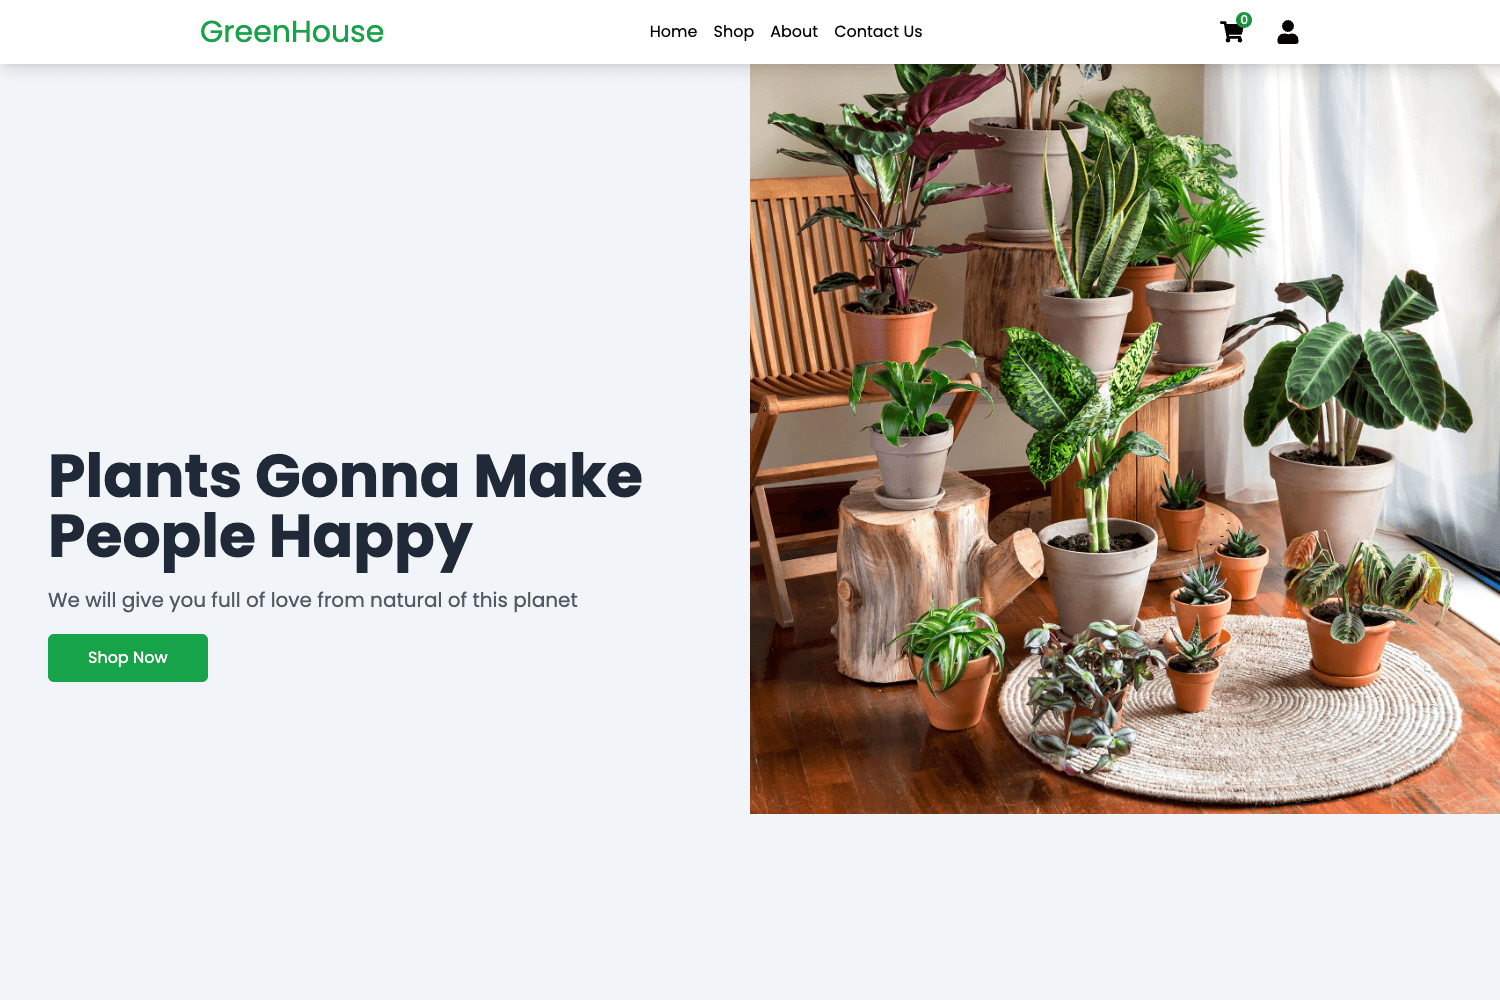 GreenHouse
Home Shop About Contact Us
0
Plants Gonna Make
People Happy
We will give you full of love from natural of this planet
Shop Now